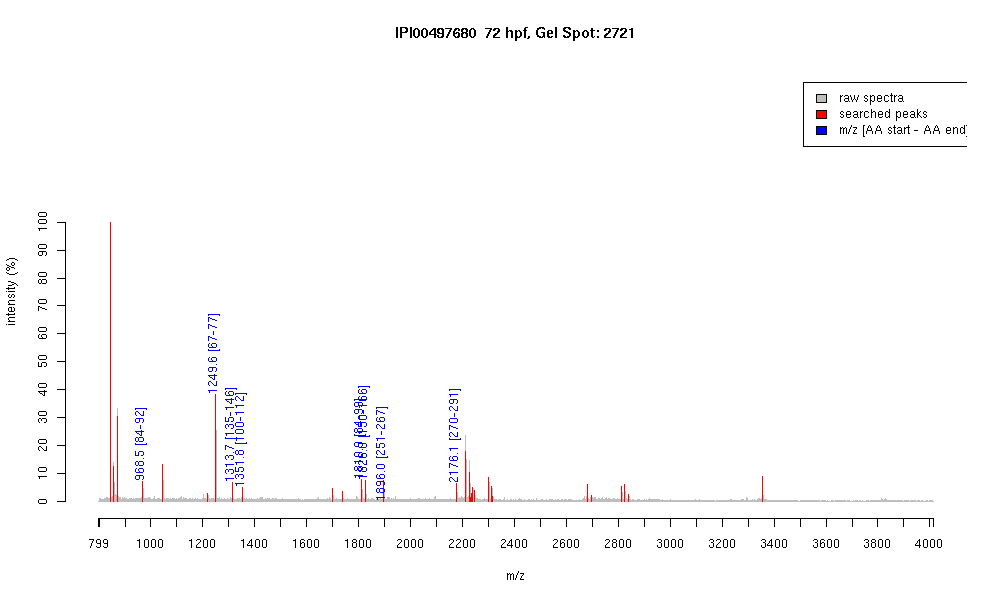 IPI00497680 72 hpf, Gel Spot: 2721
raw spectra
searched peaks
m/z [AA start - AA end]
intensity (%)
100
90
80
70
60
50
40
30
20
10
0
968.5 [84-92]
1249.6 [67-77]
1313.7 [135-146]
1351.8 [100-112]
1896.0 [251-267]
2176.1 [270-291]
799 1000 1200 1400 1600 1800 2000 2200 2400 2600 2800 3000 3200 3400 3600 3800 4000
m/z